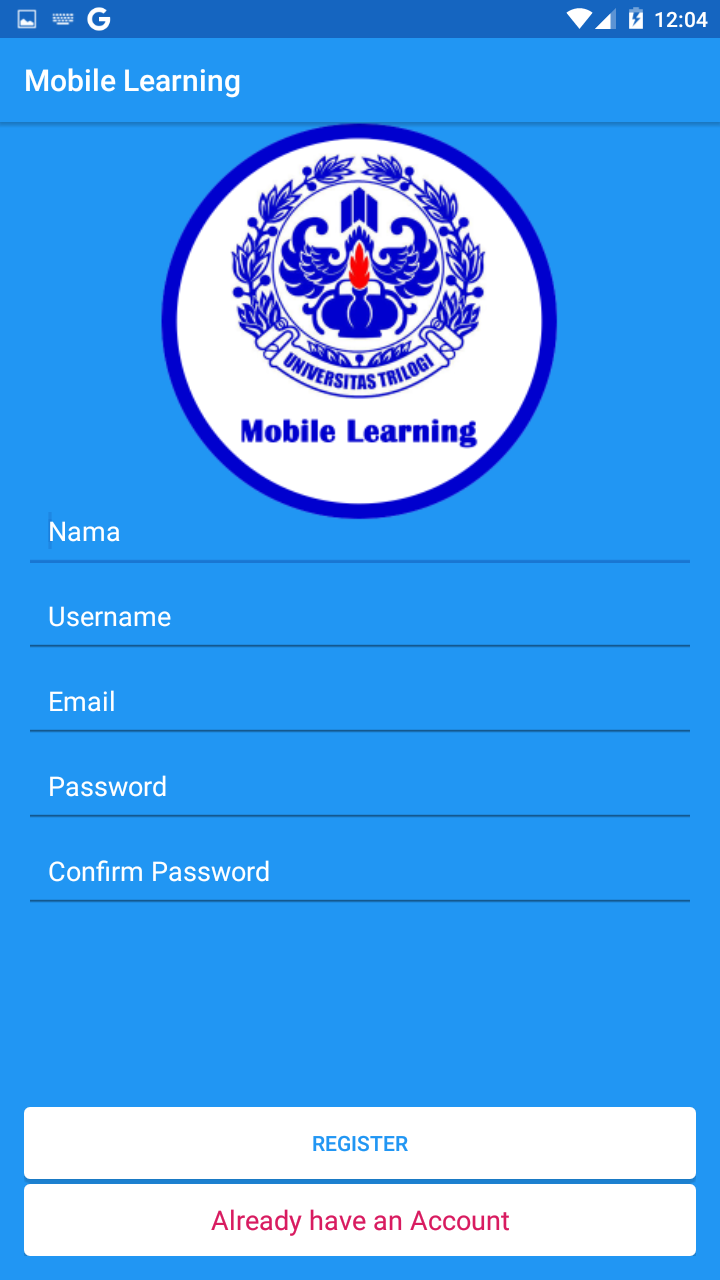 12:04
Mobile Learning
UNIVERSITAS TRILOGI
Mobile Learning
Nama
Username
Email
Password
Confirm Password
REGISTER
Already have an Account